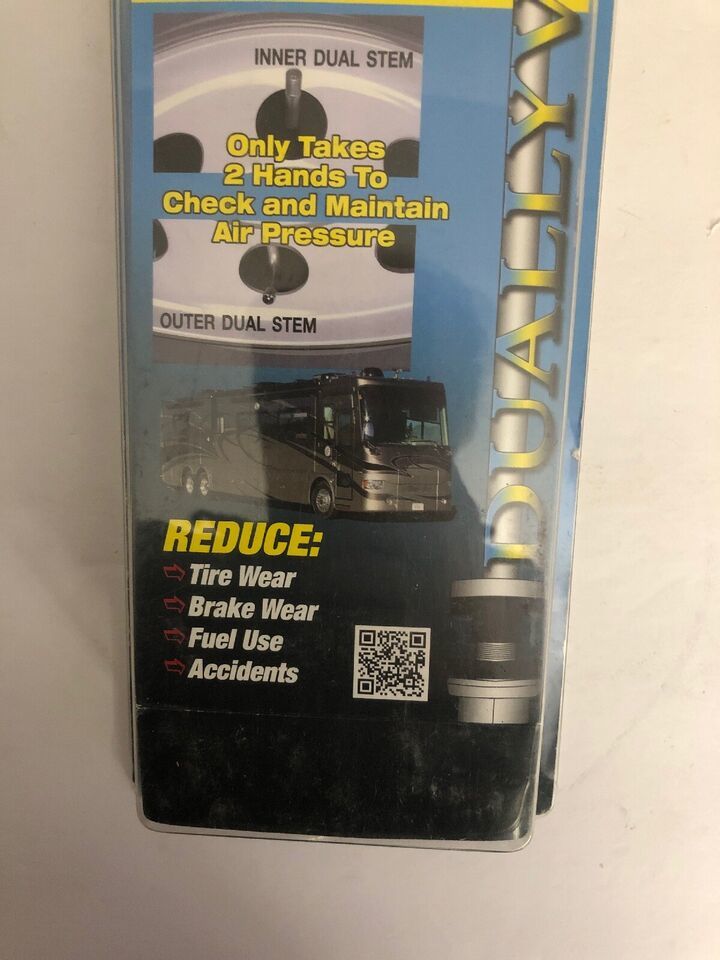 INNER DUAL STEM
Only Takes
2 Hands To
Check and Maintain
Air Pressure
OUTER DUAL STEM
DUALLYV
REDUCE:
Tire Wear
Brake Wear
Fuel Use
Accidents